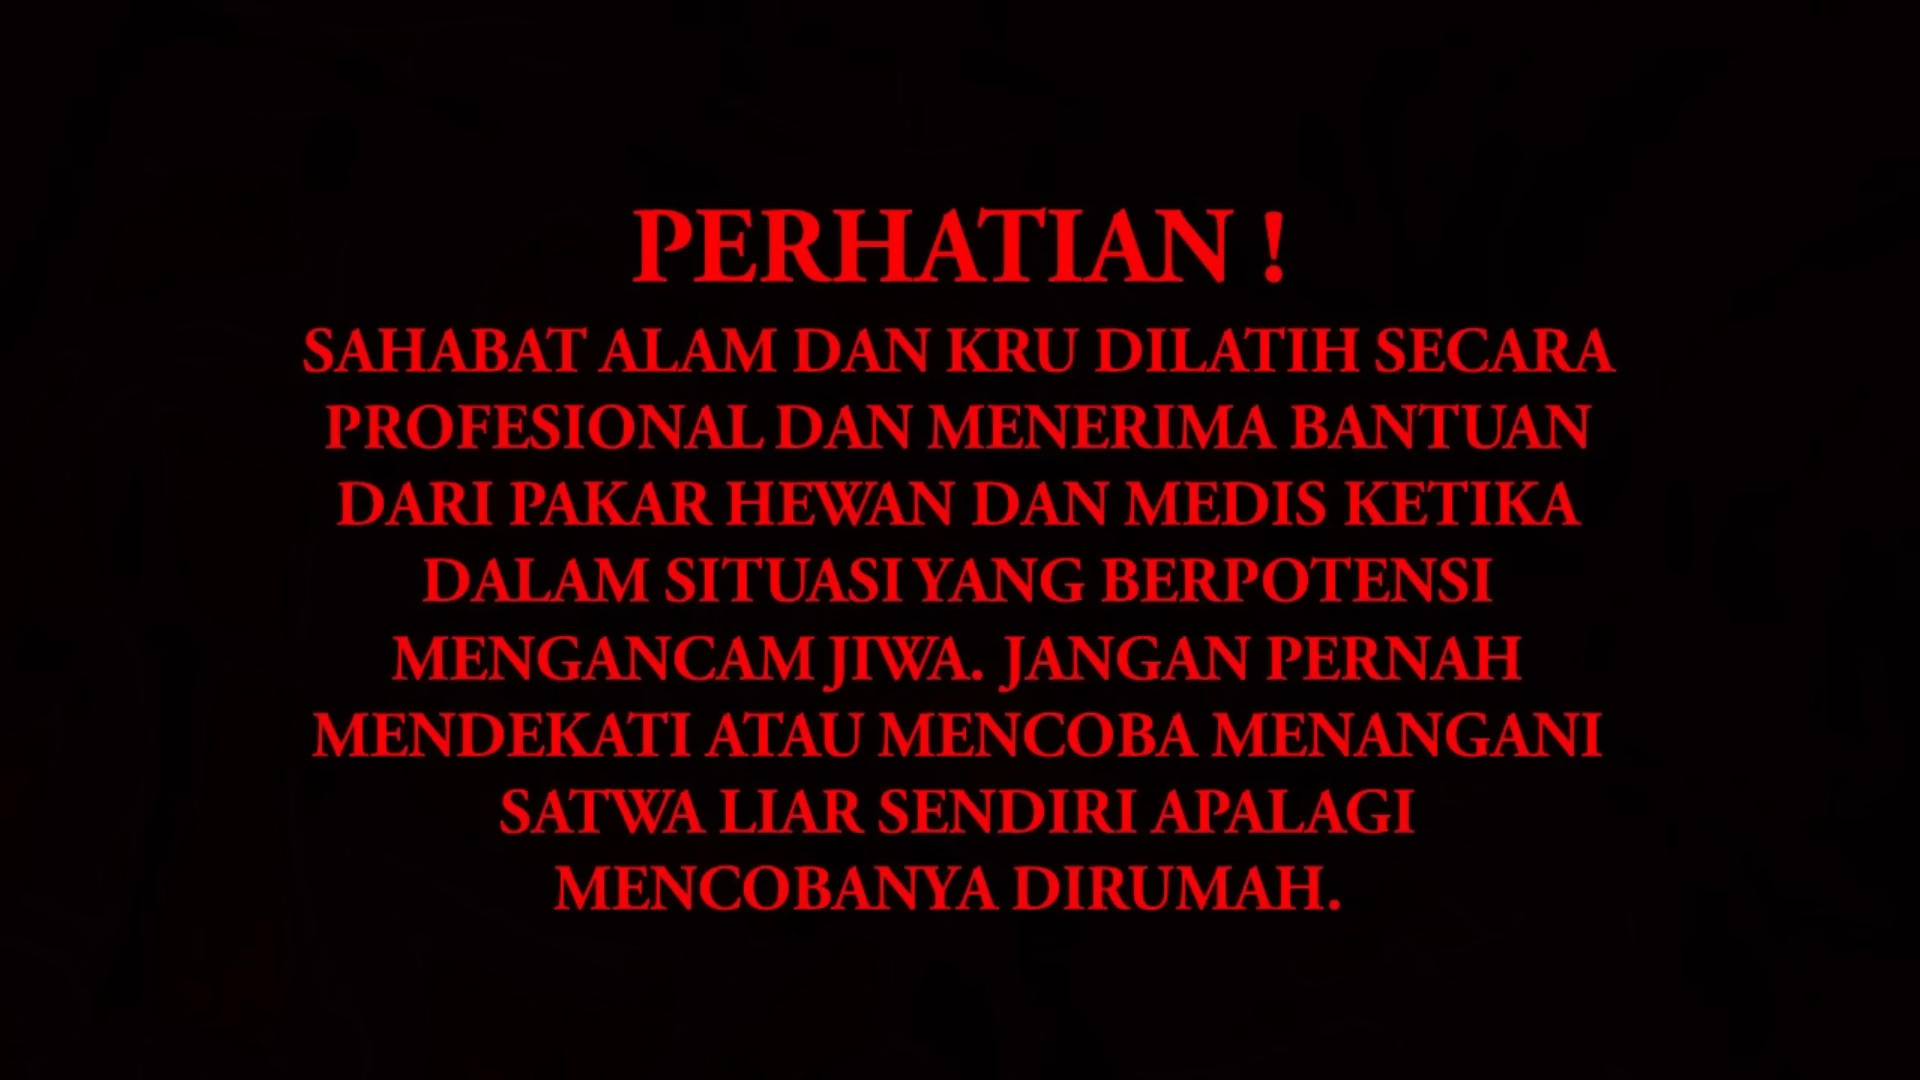 PERHATIAN !
SAHABAT ALAM DAN KRU DILATIH SECARA
PROFESIONAL DAN MENERIMA BANTUAN
DARI PAKAR HEWAN DAN MEDIS KETIKA
DALAM SITUASI YANG BERPOTENSI
MENGANCAM JIWA. JANGAN PERNAH
MENDEKATI ATAU MENCOBA MENANGANI
SATWA LIAR SENDIRI APALAGI
MENCOBANYA DIRUMAH.